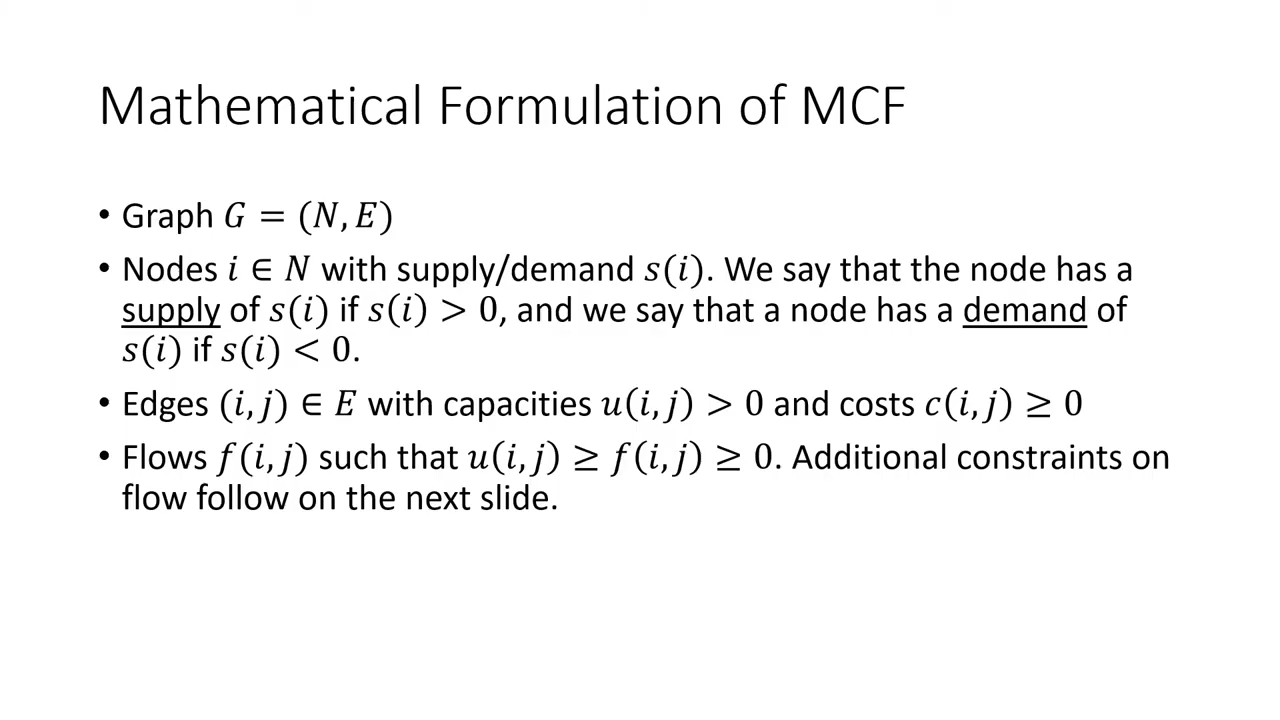 Mathematical Formulation of MCF
• Graph 𝐺 = (𝑁, 𝐸)
• Nodes 𝑖 ∈ 𝑁 with supply/demand 𝑠(𝑖). We say that the node has a
supply of 𝑠(𝑖) if 𝑠(𝑖) > 0, and we say that a node has a demand of
𝑠(𝑖) if 𝑠(𝑖) < 0.
• Edges (𝑖, 𝑗) ∈ 𝐸 with capacities 𝑢(𝑖, 𝑗) > 0 and costs 𝑐(𝑖, 𝑗) ≥ 0
• Flows 𝑓(𝑖, 𝑗) such that 𝑢(𝑖, 𝑗) ≥ 𝑓(𝑖, 𝑗) ≥ 0. Additional constraints on
flow follow on the next slide.